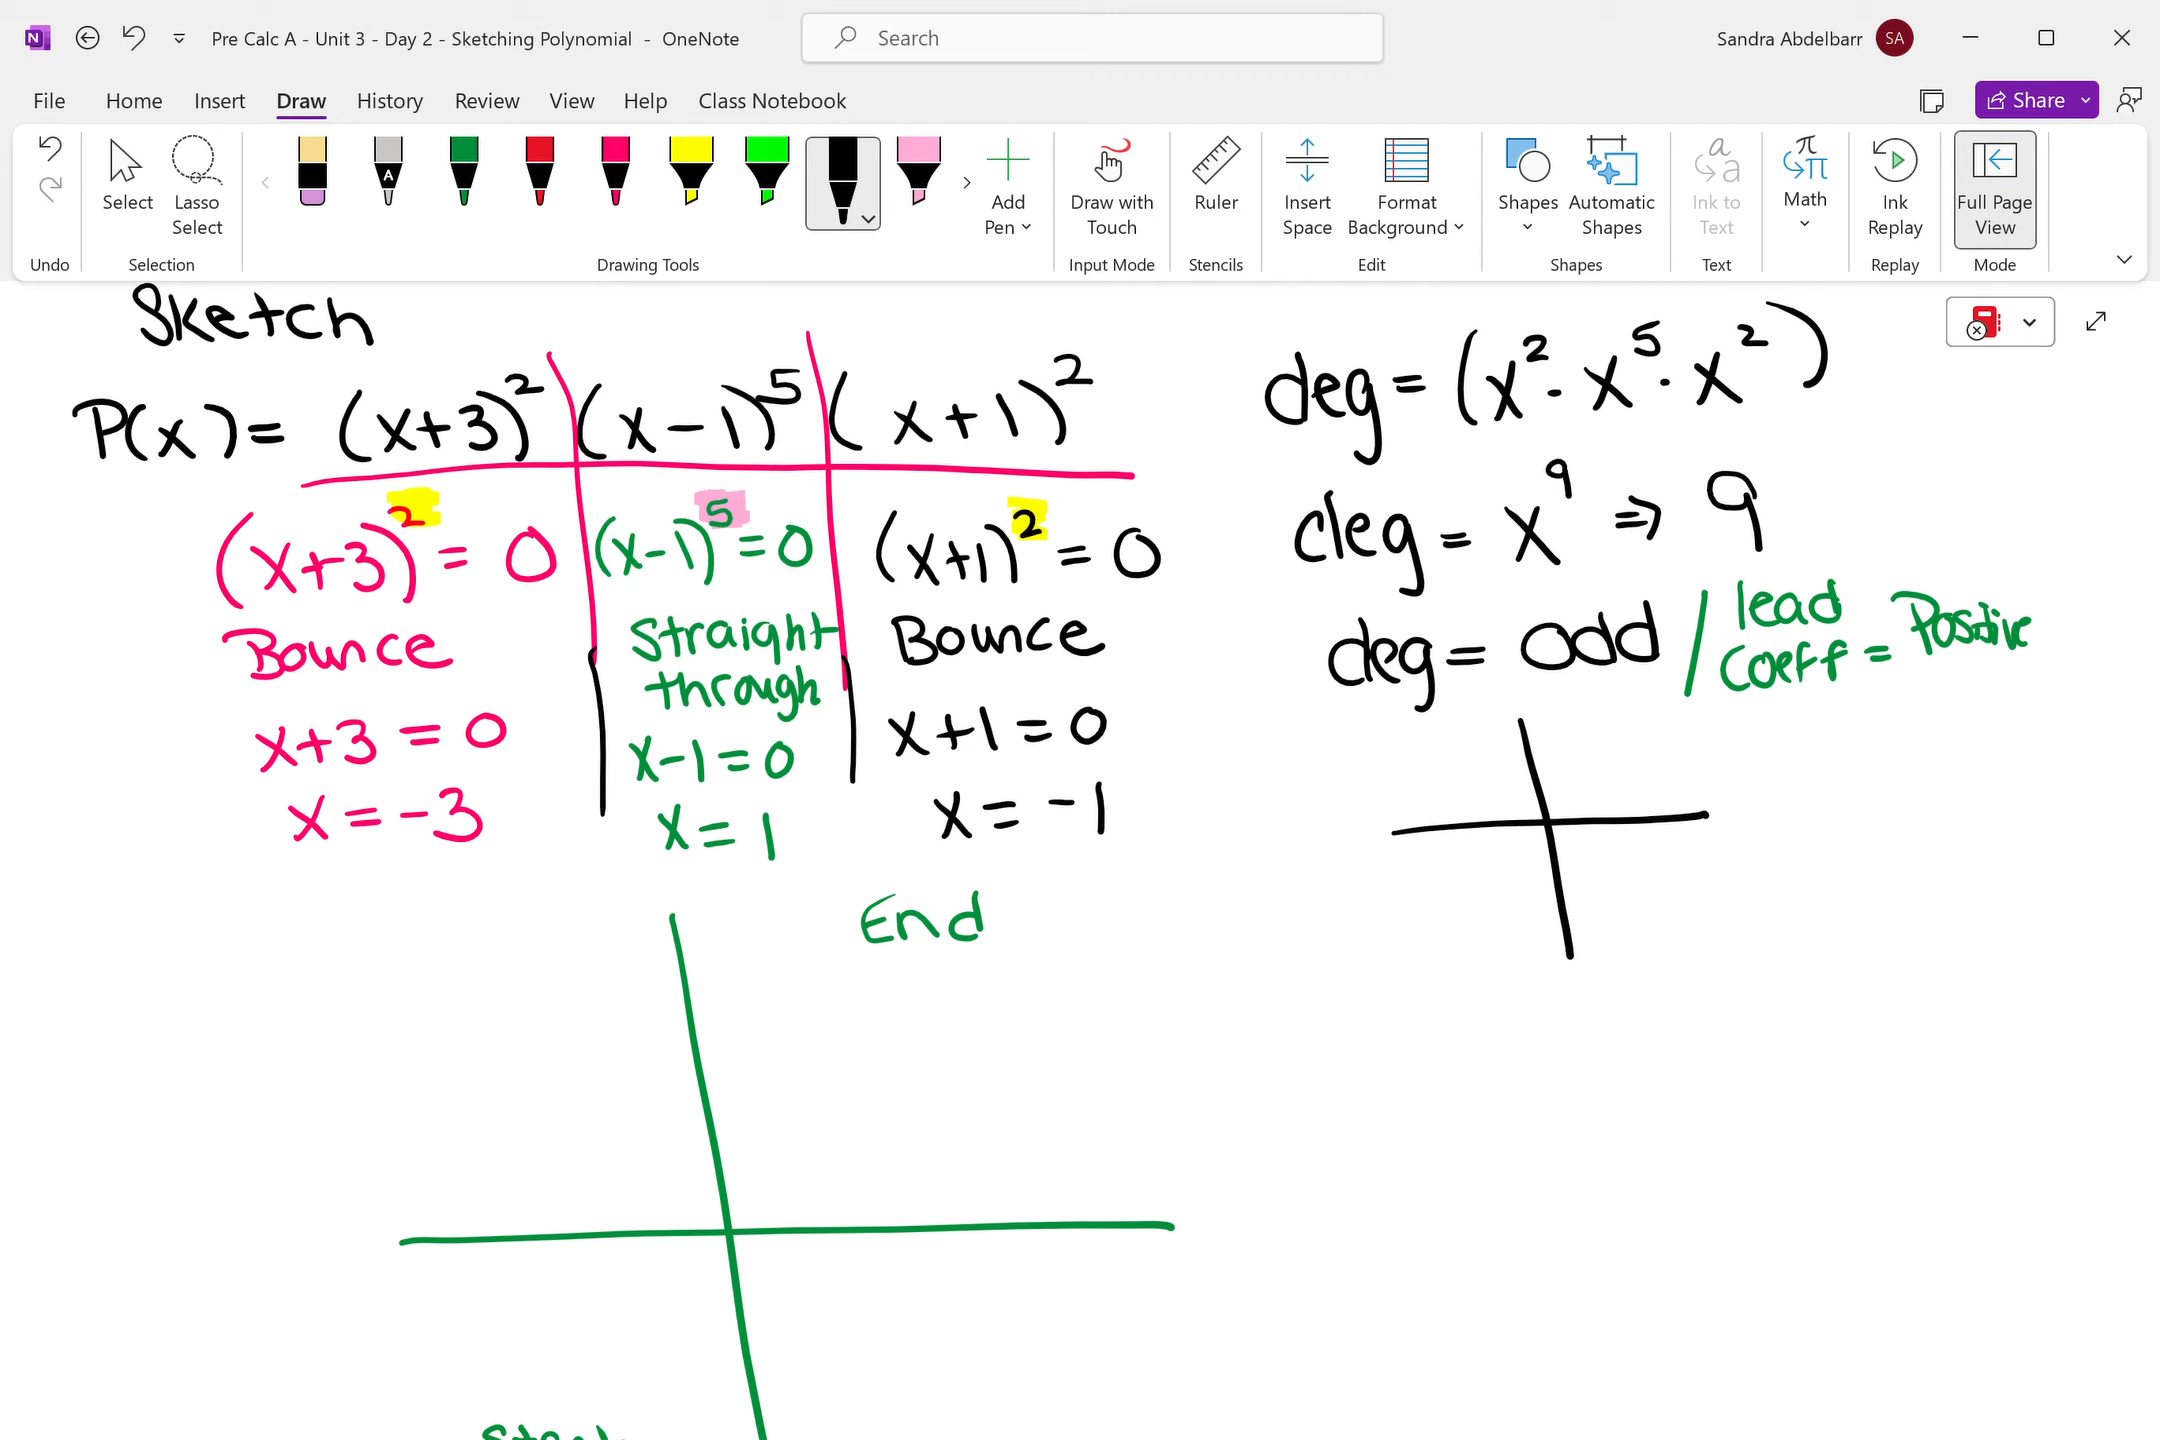 Pre Calc A - Unit 3 - Day 2 - Sketching Polynomial - OneNote
Search
Sandra Abdelbarr SA
File Home Insert Draw History Review View Help Class Notebook
Share
Select
Lasso Select
A
Add Pen
Draw with Touch
Ruler
Insert Space
Format Background
Shapes
Automatic Shapes
Ink to Text
Math
Ink Replay
Full Page View
Undo Selection Drawing Tools Input Mode Stencils Edit Shapes Text Replay Mode
Sketch
P(x) = (x+3)² (x-1)⁵ (x+1)²
(x+3)² = 0
Bounce
x+3 = 0
x = -3
(x-1)⁵ = 0
Straight
through
x-1 = 0
x = 1
(x+1)² = 0
Bounce
x+1 = 0
x = -1
deg = (x² · x⁵ · x²)
deg = x⁹ ⇒ 9
deg = odd / lead coeff = Positive
End